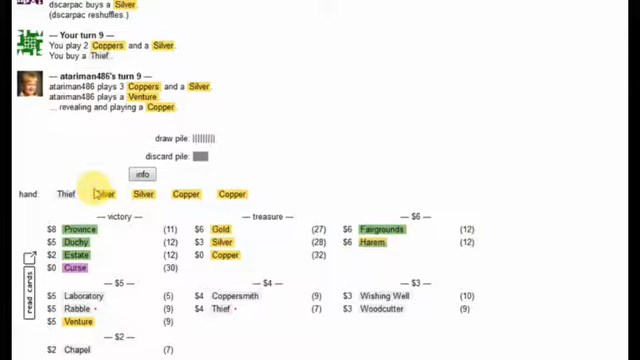 dscarpac buys a Silver.
(dscarpac reshuffles.)
— Your turn 9 —
You play 2 Coppers and a Silver.
You buy a Thief.
— atariman486's turn 9 —
atariman486 plays 3 Coppers and a Silver.
atariman486 plays a Venture.
... revealing and playing a Copper.
draw pile: ||||||||||
discard pile:
info
hand: Thief Silver Silver Copper Copper
— victory — — treasure — — $6 —
$8 Province (11) $6 Gold (27) $6 Fairgrounds (12)
$5 Duchy (12) $3 Silver (28) $6 Harem (12)
$2 Estate (12) $0 Copper (32)
$0 Curse (30)
read cards
— $5 — — $4 — — $3 —
$5 Laboratory (5) $4 Coppersmith (9) $3 Wishing Well (10)
$5 Rabble (9) $4 Thief (7) $3 Woodcutter (9)
$5 Venture (9)
— $2 —
$2 Chapel (7)